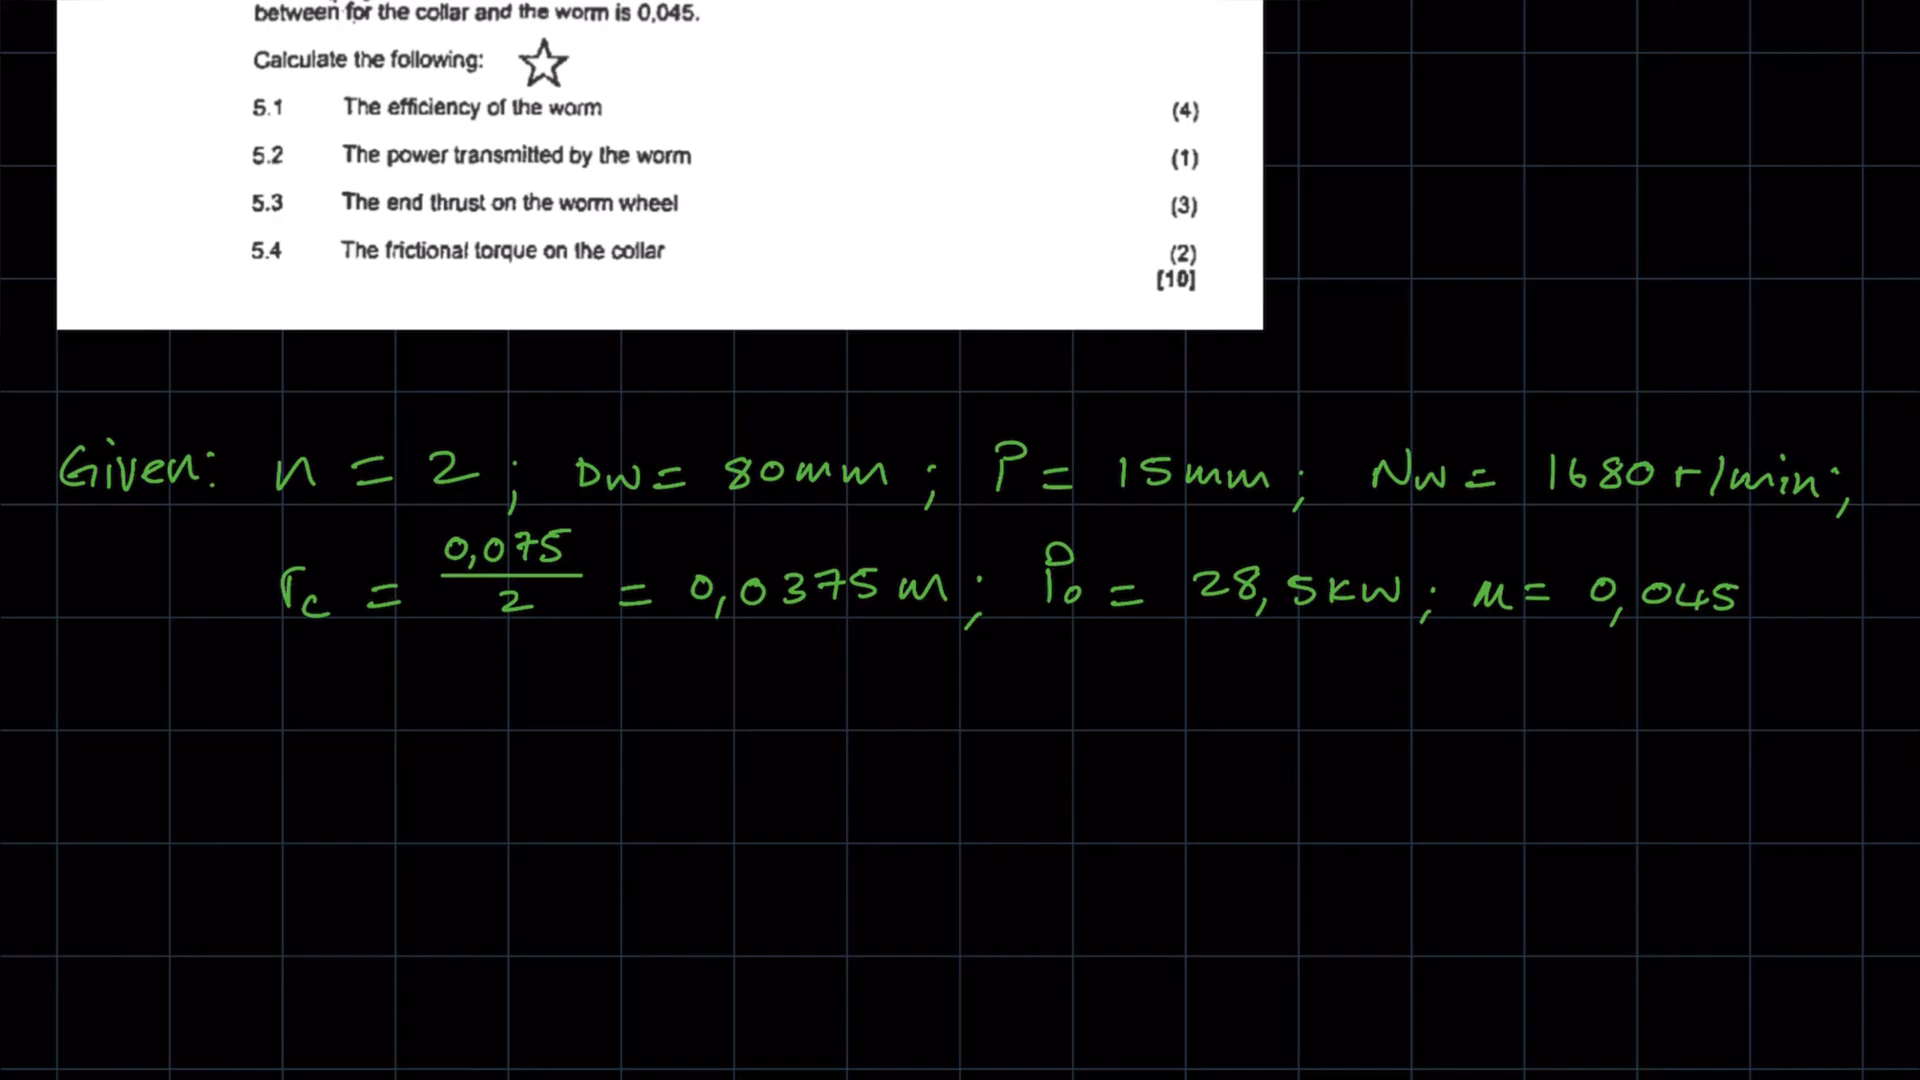 between for the collar and the worm is 0,045.
Calculate the following:
5.1 The efficiency of the worm (4)
5.2 The power transmitted by the worm (1)
5.3 The end thrust on the worm wheel (3)
5.4 The frictional torque on the collar (2)
[10]
Given: n = 2 ; Dw = 80mm ; P = 15mm ; Nw = 1680 r/min ;
rc = 0,075/2 = 0,0375m ; Po = 28,5kW ; μ = 0,045